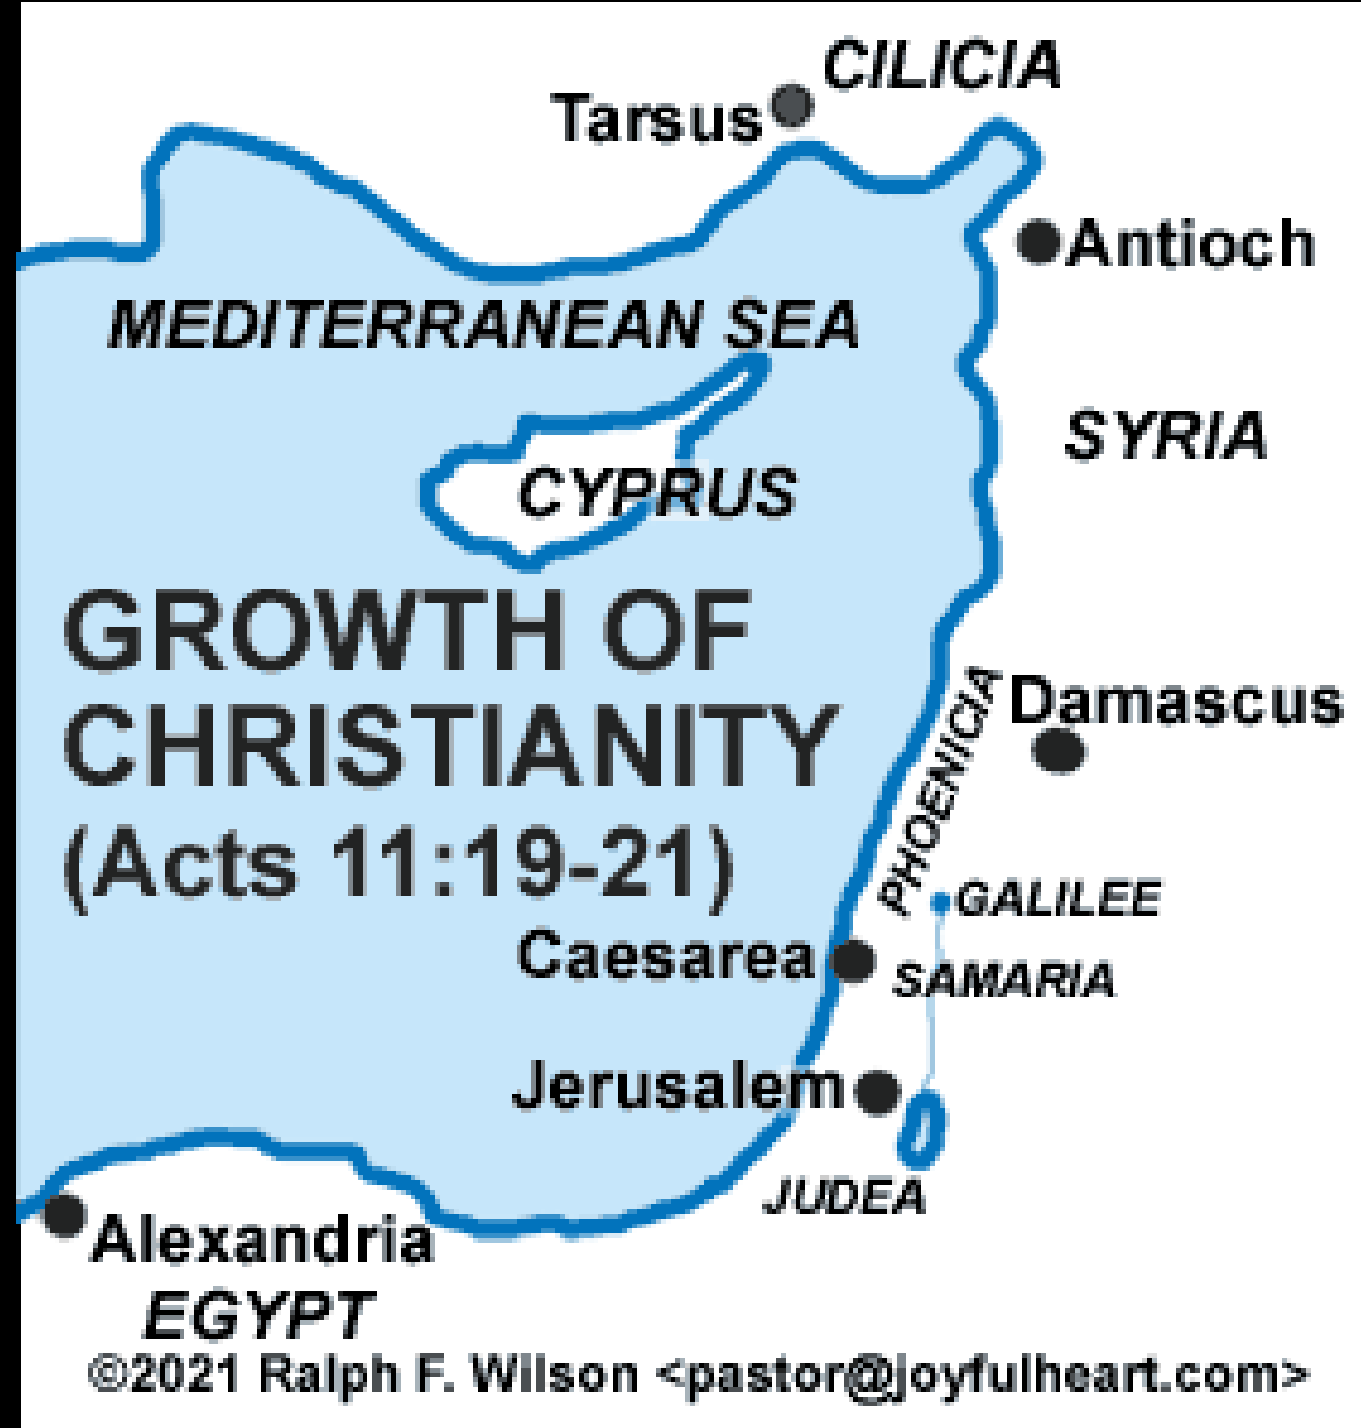 CILICIA
Tarsus
Antioch
MEDITERRANEAN SEA
SYRIA
CYPRUS
GROWTH OF
CHRISTIANITY
(Acts 11:19-21)
PHOENICIA
Damascus
GALILEE
Caesarea
SAMARIA
Jerusalem
JUDEA
Alexandria
EGYPT
©2021 Ralph F. Wilson <pastor@joyfulheart.com>